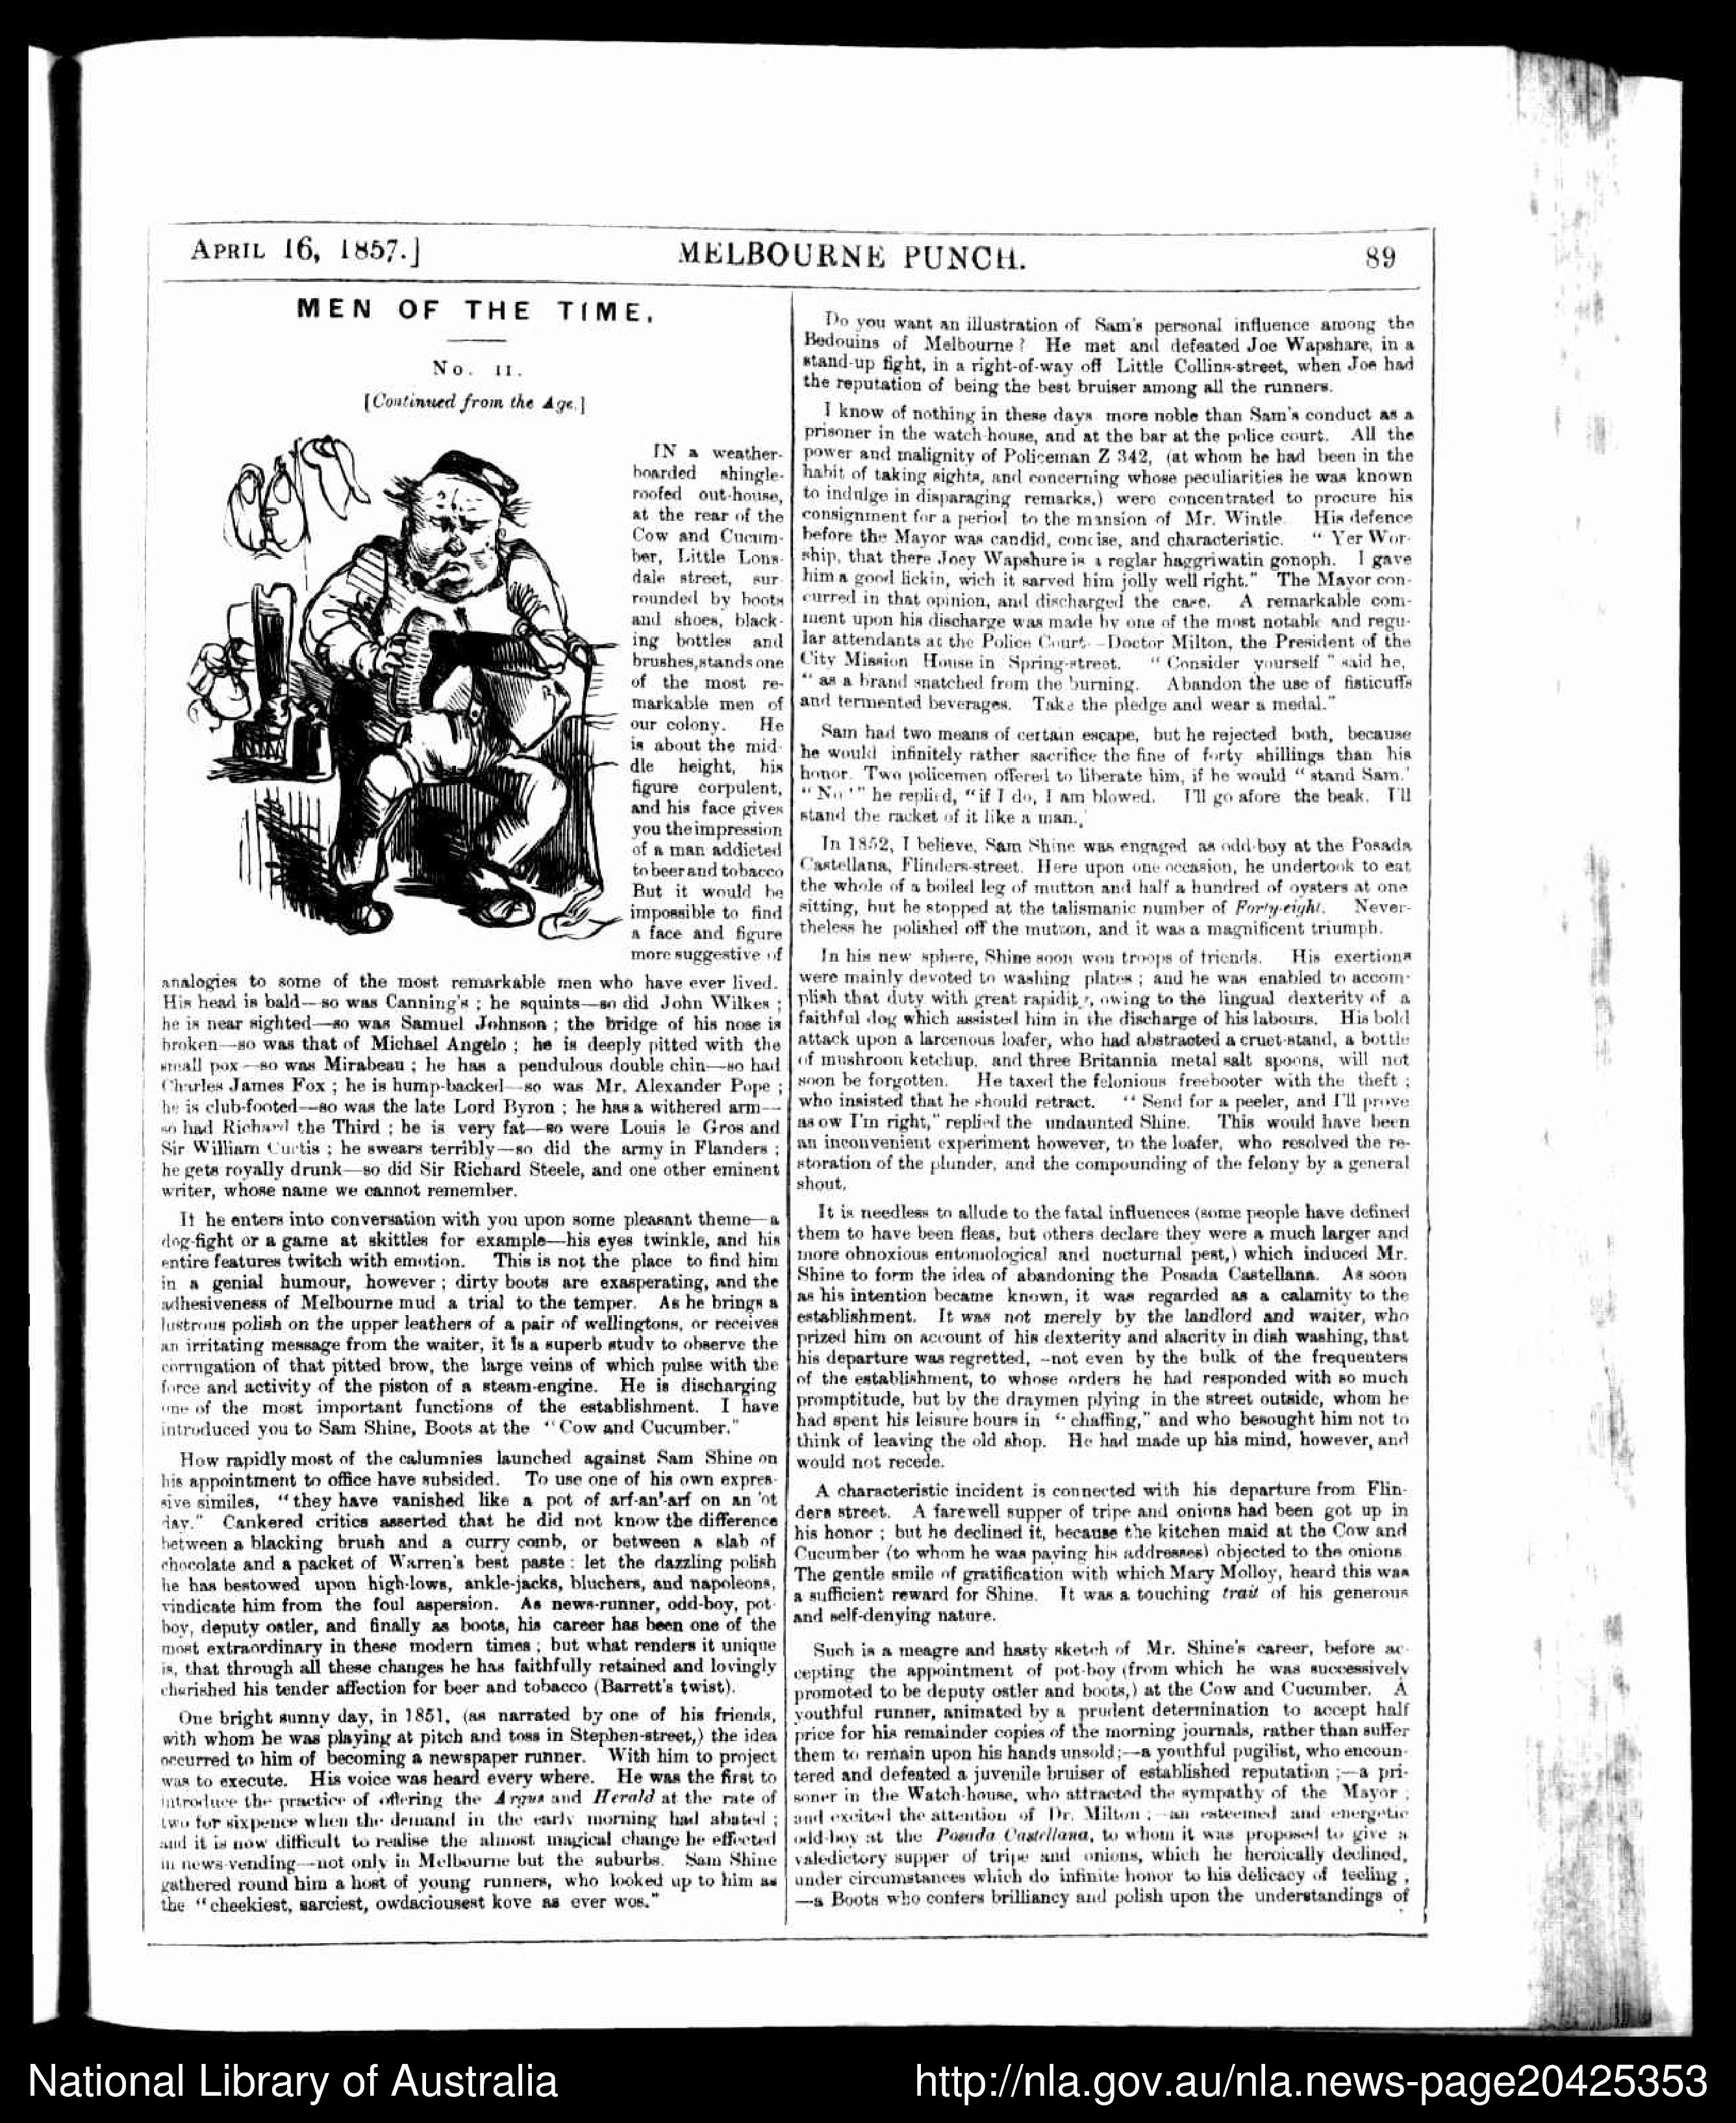 APRIL 16, 1857.] MELBOURNE PUNCH. 89
MEN OF THE TIME.
No. II.
[Continued from the Age.]
IN a weather-
boarded shingle-
roofed out-house,
at the rear of the
Cow and Cucum-
ber, Little Lons-
dale street, sur-
rounded by boots
and shoes, black-
ing bottles and
brushes, stands one
of the most re-
markable men of
our colony. He
is about the mid-
dle height, his
figure corpulent,
and his face gives
you the impression
of a man addicted
to beer and tobacco
But it would be
impossible to find
a face and figure
more suggestive of
analogies to some of the most remarkable men who have ever lived.
His head is bald—so was Canning's; he squints—so did John Wilkes;
he is near sighted—so was Samuel Johnson; the bridge of his nose is
broken—so was that of Michael Angelo; he is deeply pitted with the
small pox—so was Mirabeau; he has a pendulous double chin—so had
Charles James Fox; he is hump-backed—so was Mr. Alexander Pope;
he is club-footed—so was the late Lord Byron; he has a withered arm—
so had Richard the Third; he is very fat—so were Louis le Gros and
Sir William Curtis; he swears terribly—so did the army in Flanders;
he gets royally drunk—so did Sir Richard Steele, and one other eminent
writer, whose name we cannot remember.
If he enters into conversation with you upon some pleasant theme—a
dog-fight or a game at skittles for example—his eyes twinkle, and his
entire features twitch with emotion. This is not the place to find him
in a genial humour, however; dirty boots are exasperating, and the
adhesiveness of Melbourne mud a trial to the temper. As he brings a
lustrous polish on the upper leathers of a pair of wellingtons, or receives
an irritating message from the waiter, it is a superb study to observe the
corrugation of that pitted brow, the large veins of which pulse with the
force and activity of the piston of a steam-engine. He is discharging
one of the most important functions of the establishment. I have
introduced you to Sam Shine, Boots at the "Cow and Cucumber."
How rapidly most of the calumnies launched against Sam Shine on
his appointment to office have subsided. To use one of his own expres-
sive similes, "they have vanished like a pot of arf-an'-arf on an 'ot
day." Cankered critics asserted that he did not know the difference
between a blacking brush and a curry comb, or between a slab of
chocolate and a packet of Warren's best paste: let the dazzling polish
he has bestowed upon high-lows, ankle-jacks, bluchers, and napoleons,
vindicate him from the foul aspersion. As news-runner, odd-boy, pot-
boy, deputy ostler, and finally as boots, his career has been one of the
most extraordinary in these modern times; but what renders it unique
is, that through all these changes he has faithfully retained and lovingly
cherished his tender affection for beer and tobacco (Barrett's twist).
One bright sunny day, in 1851, (as narrated by one of his friends,
with whom he was playing at pitch and toss in Stephen-street,) the idea
occurred to him of becoming a newspaper runner. With him to project
was to execute. His voice was heard every where. He was the first to
introduce the practice of offering the Argus and Herald at the rate of
two for sixpence when the demand in the early morning had abated;
and it is now difficult to realise the almost magical change he effected
in news-vending—not only in Melbourne but the suburbs. Sam Shine
gathered round him a host of young runners, who looked up to him as
the "cheekiest, sarciest, owdaciousest kove as ever wos."
Do you want an illustration of Sam's personal influence among the
Bedouins of Melbourne? He met and defeated Joe Wapshare, in a
stand-up fight, in a right-of-way off Little Collins-street, when Joe had
the reputation of being the best bruiser among all the runners.
I know of nothing in these days more noble than Sam's conduct as a
prisoner in the watch-house, and at the bar at the police court. All the
power and malignity of Policeman Z 342, (at whom he had been in the
habit of taking sights, and concerning whose peculiarities he was known
to indulge in disparaging remarks,) were concentrated to procure his
consignment for a period to the mansion of Mr. Wintle. His defence
before the Mayor was candid, concise, and characteristic. "Yer Wor-
ship, that there Joey Wapshure is a reglar haggriwatin gonoph. I gave
him a good lickin, wich it sarved him jolly well right." The Mayor con-
curred in that opinion, and discharged the case. A remarkable com-
ment upon his discharge was made by one of the most notable and regu-
lar attendants at the Police Court—Doctor Milton, the President of the
City Mission House in Spring-street. "Consider yourself" said he,
"as a brand snatched from the burning. Abandon the use of fisticuffs
and fermented beverages. Take the pledge and wear a medal."
Sam had two means of certain escape, but he rejected both, because
he would infinitely rather sacrifice the fine of forty shillings than his
honor. Two policemen offered to liberate him, if he would "stand Sam.'
"No!" he replied, "if I do, I am blowed. I'll go afore the beak. I'll
stand the racket of it like a man.'
In 1852, I believe, Sam Shine was engaged as odd-boy at the Posada
Castellana, Flinders-street. Here upon one occasion, he undertook to eat
the whole of a boiled leg of mutton and half a hundred of oysters at one
sitting, but he stopped at the talismanic number of Forty-eight. Never-
theless he polished off the mutton, and it was a magnificent triumph.
In his new sphere, Shine soon won troops of friends. His exertions
were mainly devoted to washing plates; and he was enabled to accom-
plish that duty with great rapidity, owing to the lingual dexterity of a
faithful dog which assisted him in the discharge of his labours. His bold
attack upon a larcenous loafer, who had abstracted a cruet-stand, a bottle
of mushroon ketchup, and three Britannia metal salt spoons, will not
soon be forgotten. He taxed the felonious freebooter with the theft;
who insisted that he should retract. "Send for a peeler, and I'll prove
as ow I'm right," replied the undaunted Shine. This would have been
an inconvenient experiment however, to the loafer, who resolved the re-
storation of the plunder, and the compounding of the felony by a general
shout.
It is needless to allude to the fatal influences (some people have defined
them to have been fleas, but others declare they were a much larger and
more obnoxious entomological and nocturnal pest,) which induced Mr.
Shine to form the idea of abandoning the Posada Castellana. As soon
as his intention became known, it was regarded as a calamity to the
establishment. It was not merely by the landlord and waiter, who
prized him on account of his dexterity and alacrity in dish washing, that
his departure was regretted,—not even by the bulk of the frequenters
of the establishment, to whose orders he had responded with so much
promptitude, but by the draymen plying in the street outside, whom he
had spent his leisure hours in "chaffing," and who besought him not to
think of leaving the old shop. He had made up his mind, however, and
would not recede.
A characteristic incident is connected with his departure from Flin-
ders street. A farewell supper of tripe and onions had been got up in
his honor; but he declined it, because the kitchen maid at the Cow and
Cucumber (to whom he was paying his addresses) objected to the onions.
The gentle smile of gratification with which Mary Molloy, heard this was
a sufficient reward for Shine. It was a touching trait of his generous
and self-denying nature.
Such is a meagre and hasty sketch of Mr. Shine's career, before ac-
cepting the appointment of pot-boy (from which he was successively
promoted to be deputy ostler and boots,) at the Cow and Cucumber. A
youthful runner, animated by a prudent determination to accept half
price for his remainder copies of the morning journals, rather than suffer
them to remain upon his hands unsold;—a youthful pugilist, who encoun-
tered and defeated a juvenile bruiser of established reputation;—a pri-
soner in the Watch-house, who attracted the sympathy of the Mayor;
and excited the attention of Dr. Milton;—an esteemed and energetic
odd-boy at the Posada Castellana, to whom it was proposed to give a
valedictory supper of tripe and onions, which he heroically declined,
under circumstances which do infinite honor to his delicacy of feeling,
—a Boots who confers brilliancy and polish upon the understandings of
National Library of Australia http://nla.gov.au/nla.news-page20425353